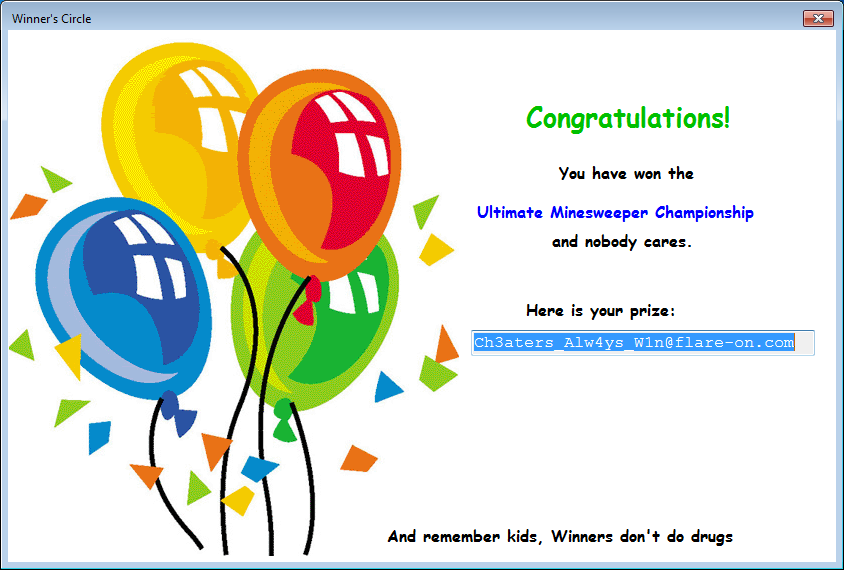 Winner's Circle
Congratulations!
You have won the
Ultimate Minesweeper Championship
and nobody cares.
Here is your prize:
Ch3aters_Alw4ys_W1n@flare-on.com
And remember kids, Winners don't do drugs